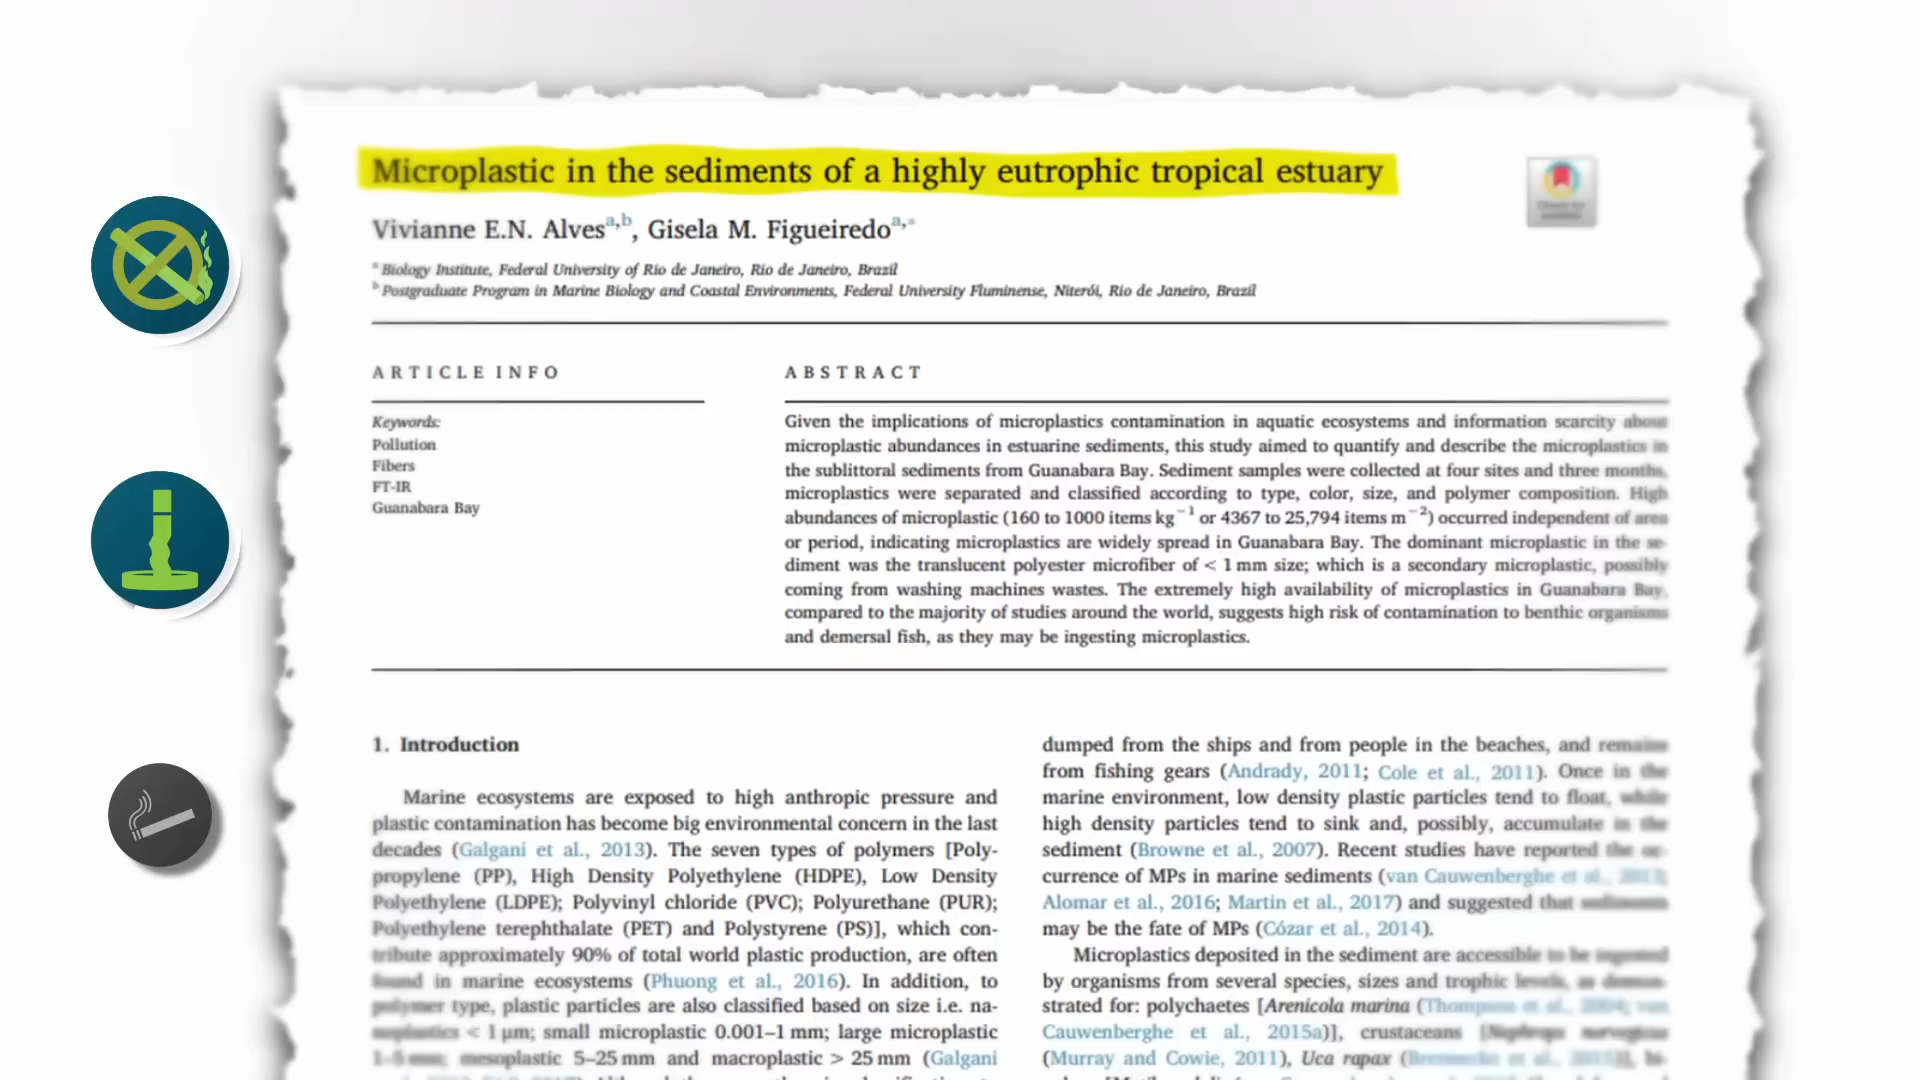 Microplastic in the sediments of a highly eutrophic tropical estuary
Vivianne E.N. Alves a,b, Gisela M. Figueiredo a,*
a Biology Institute, Federal University of Rio de Janeiro, Rio de Janeiro, Brazil
b Postgraduate Program in Marine Biology and Coastal Environments, Federal University Fluminense, Niterói, Rio de Janeiro, Brazil
ARTICLE INFO
Keywords:
Pollution
Fibers
FT-IR
Guanabara Bay
ABSTRACT
Given the implications of microplastics contamination in aquatic ecosystems and information scarcity about
microplastic abundances in estuarine sediments, this study aimed to quantify and describe the microplastics in
the sublittoral sediments from Guanabara Bay. Sediment samples were collected at four sites and three months,
microplastics were separated and classified according to type, color, size, and polymer composition. High
abundances of microplastic (160 to 1000 items kg⁻¹ or 4367 to 25,794 items m⁻²) occurred independent of area
or period, indicating microplastics are widely spread in Guanabara Bay. The dominant microplastic in the se-
diment was the translucent polyester microfiber of < 1 mm size; which is a secondary microplastic, possibly
coming from washing machines wastes. The extremely high availability of microplastics in Guanabara Bay,
compared to the majority of studies around the world, suggests high risk of contamination to benthic organisms
and demersal fish, as they may be ingesting microplastics.
1. Introduction
Marine ecosystems are exposed to high anthropic pressure and
plastic contamination has become big environmental concern in the last
decades (Galgani et al., 2013). The seven types of polymers [Poly-
propylene (PP), High Density Polyethylene (HDPE), Low Density
Polyethylene (LDPE); Polyvinyl chloride (PVC); Polyurethane (PUR);
Polyethylene terephthalate (PET) and Polystyrene (PS)], which con-
tribute approximately 90% of total world plastic production, are often
found in marine ecosystems (Phuong et al., 2016). In addition, to
polymer type, plastic particles are also classified based on size i.e. na-
noplastics < 1 μm; small microplastic 0.001–1 mm; large microplastic
1–5 mm; mesoplastic 5–25 mm and macroplastic > 25 mm (Galgani
dumped from the ships and from people in the beaches, and remains
from fishing gears (Andrady, 2011; Cole et al., 2011). Once in the
marine environment, low density plastic particles tend to float, while
high density particles tend to sink and, possibly, accumulate in the
sediment (Browne et al., 2007). Recent studies have reported the oc-
currence of MPs in marine sediments (van Cauwenberghe et al., 2013;
Alomar et al., 2016; Martin et al., 2017) and suggested that sediments
may be the fate of MPs (Cózar et al., 2014).
Microplastics deposited in the sediment are accessible to be ingested
by organisms from several species, sizes and trophic levels, as demon-
strated for: polychaetes [Arenicola marina (Thompson et al., 2004; van
Cauwenberghe et al., 2015a)], crustaceans [Nephrops norvegicus
(Murray and Cowie, 2011), Uca rapax (